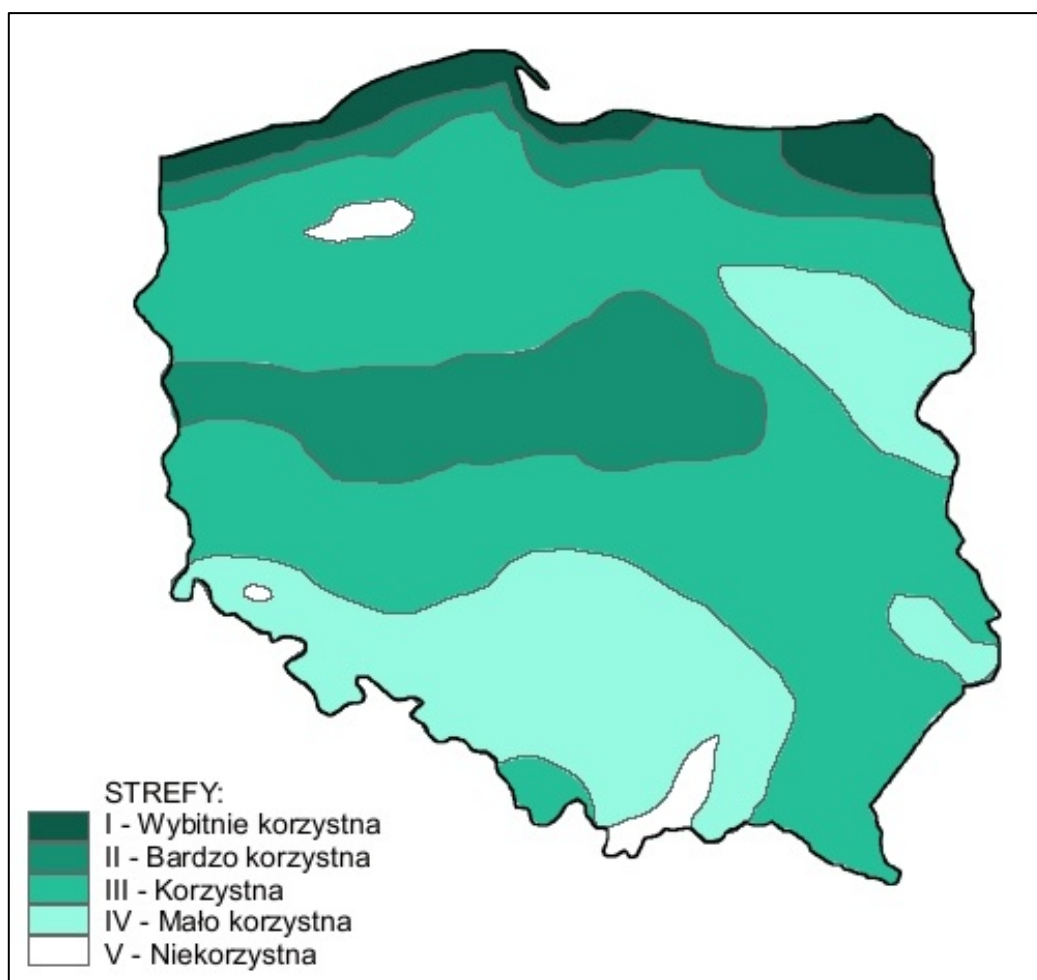 STREFY:
I - Wybitnie korzystna
II - Bardzo korzystna
III - Korzystna
IV - Mało korzystna
V - Niekorzystna